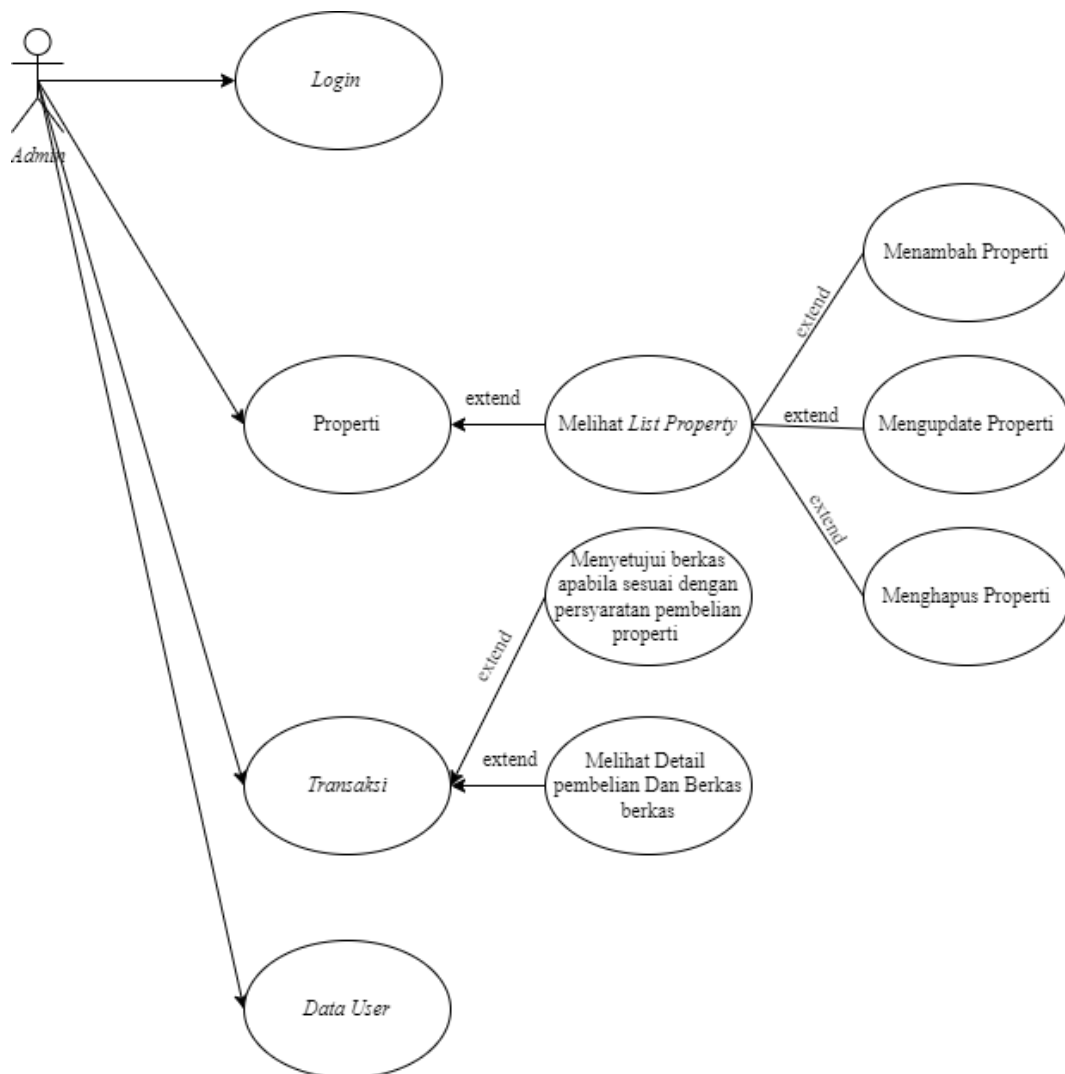 Login
Admin
Menambah Properti
extend
Properti
extend
Melihat List Property
extend
Mengupdate Properti
extend
Menghapus Properti
Menyetujui berkas
apabila sesuai dengan
persyaratan pembelian
properti
extend
Transaksi
extend
Melihat Detail
pembelian Dan Berkas
berkas
Data User